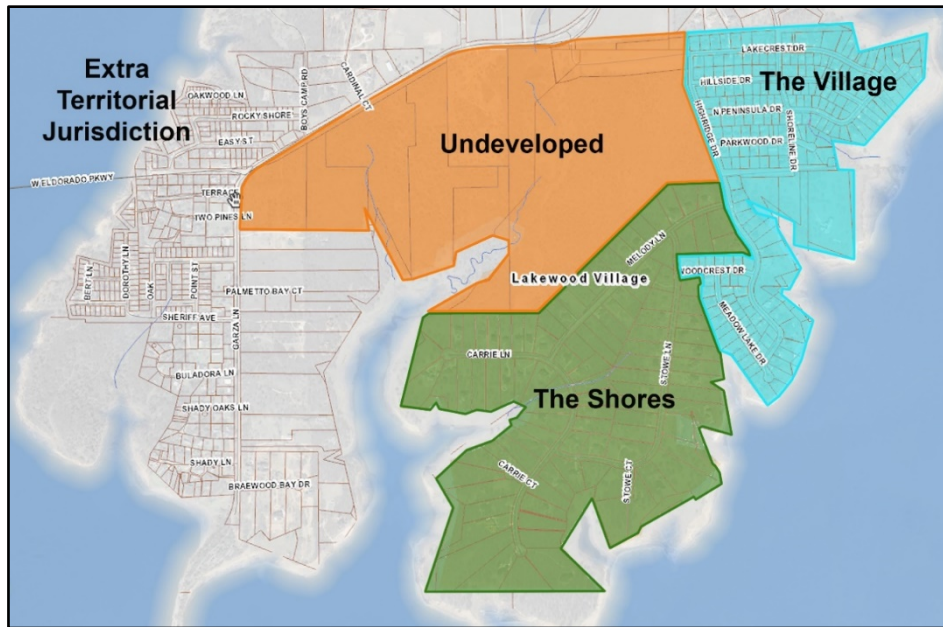 Extra
Territorial
Jurisdiction
OAKWOOD LN
ROCKY SHORE
BOYS CAMP RD
CARDINAL CT
EASY ST
W ELDORADO PKWY
TERRACE
TWO PINES LN
BERT LN
DOROTHY LN
OAK
POINT ST
PALMETTO BAY CT
SHERIFF AVE
GARZA LN
BULADORA LN
SHADY OAKS LN
SHADY LN
BRAEWOOD BAY DR
Undeveloped
Lakewood Village
The Village
LAKECREST DR
HILLSIDE DR
HIGHRIDGE DR
N PENINSULA DR
SHORELINE DR
PARKWOOD DR
WOODCREST DR
MEADOW LAKE DR
MELODY LN
CARRIE LN
STOWE LN
The Shores
CARRIE CT
STOWE CT